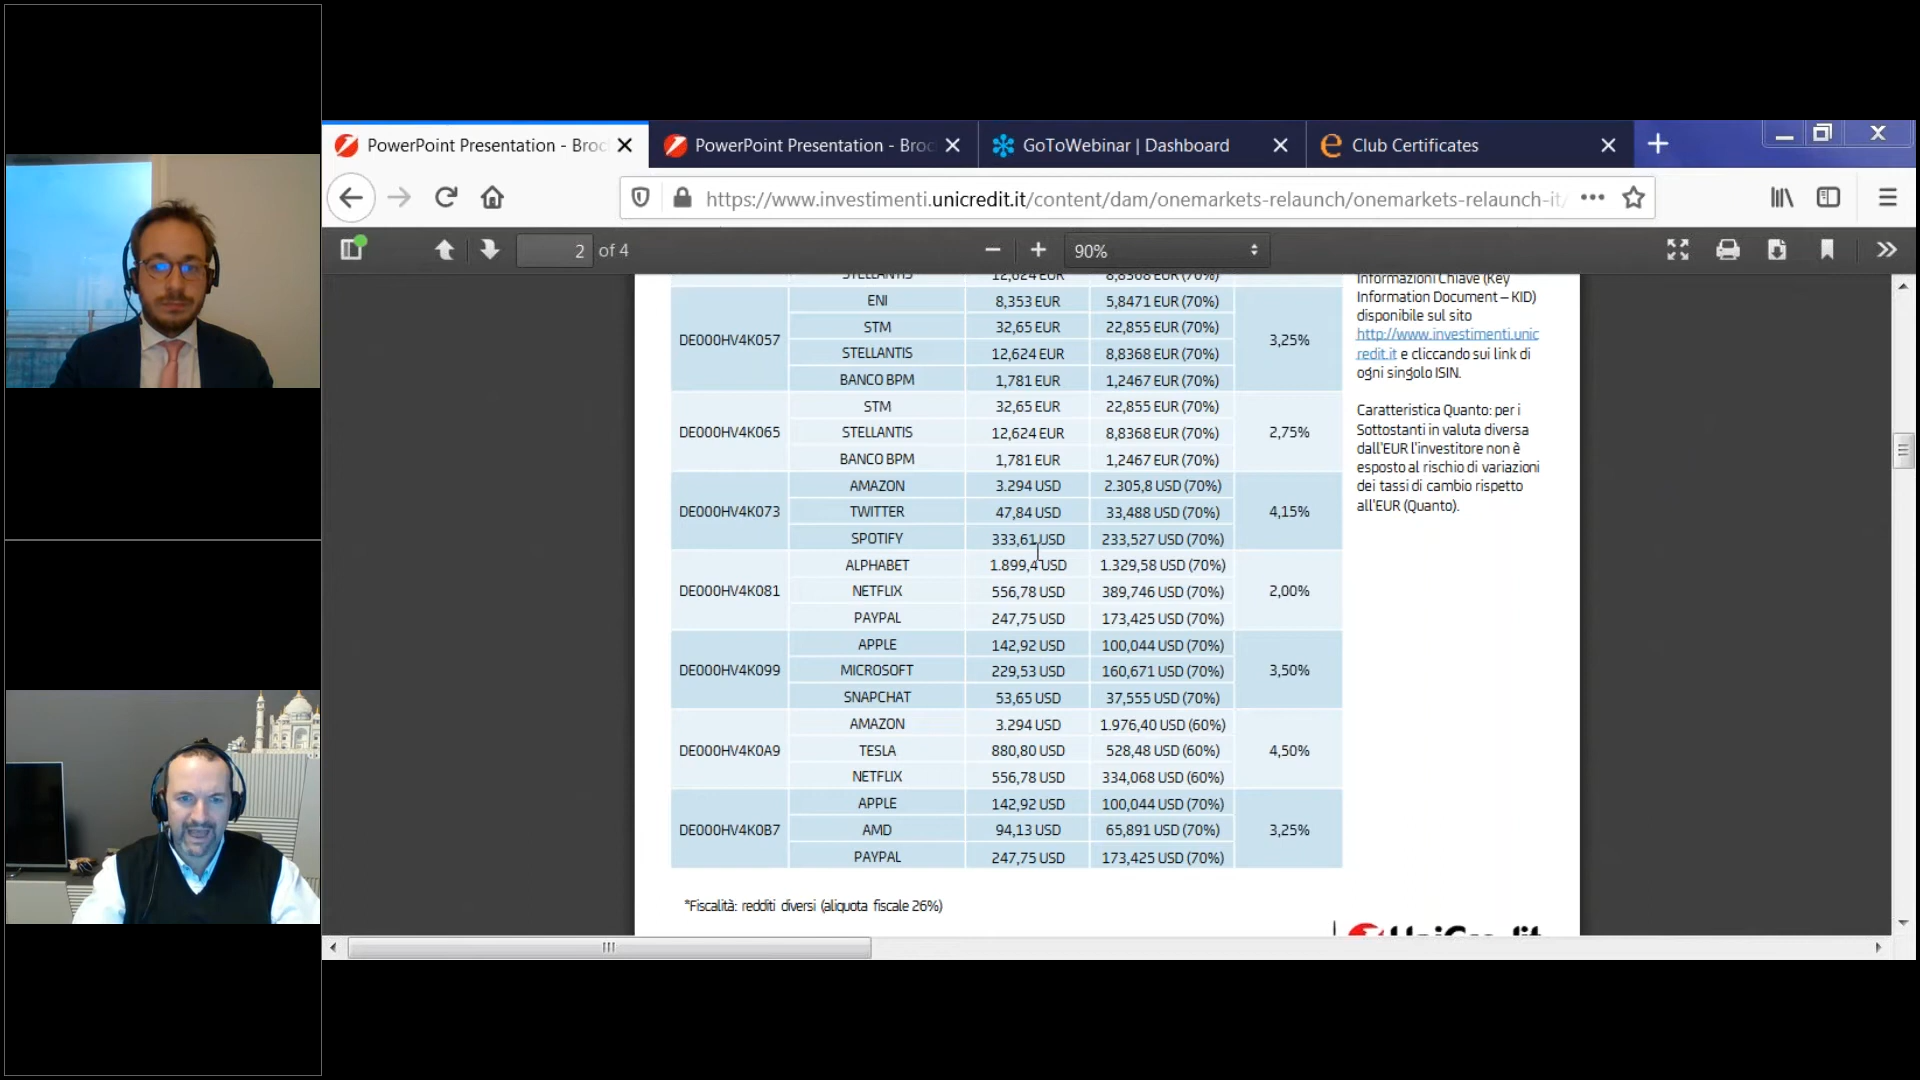 PowerPoint Presentation - Broc
PowerPoint Presentation - Broc
GoToWebinar | Dashboard
Club Certificates
https://www.investimenti.unicredit.it/content/dam/onemarkets-relaunch/onemarkets-relaunch-it/
2 of 4
90%
STELLANTIS 12,624 EUR 8,8368 EUR (70%)
ENI 8,353 EUR 5,8471 EUR (70%)
STM 32,65 EUR 22,855 EUR (70%)
DE000HV4K057 3,25%
STELLANTIS 12,624 EUR 8,8368 EUR (70%)
BANCO BPM 1,781 EUR 1,2467 EUR (70%)
STM 32,65 EUR 22,855 EUR (70%)
DE000HV4K065 STELLANTIS 12,624 EUR 8,8368 EUR (70%) 2,75%
BANCO BPM 1,781 EUR 1,2467 EUR (70%)
AMAZON 3.294 USD 2.305,8 USD (70%)
DE000HV4K073 TWITTER 47,84 USD 33,488 USD (70%) 4,15%
SPOTIFY 333,61 USD 233,527 USD (70%)
ALPHABET 1.899,4 USD 1.329,58 USD (70%)
DE000HV4K081 NETFLIX 556,78 USD 389,746 USD (70%) 2,00%
PAYPAL 247,75 USD 173,425 USD (70%)
APPLE 142,92 USD 100,044 USD (70%)
DE000HV4K099 MICROSOFT 229,53 USD 160,671 USD (70%) 3,50%
SNAPCHAT 53,65 USD 37,555 USD (70%)
AMAZON 3.294 USD 1.976,40 USD (60%)
DE000HV4K0A9 TESLA 880,80 USD 528,48 USD (60%) 4,50%
NETFLIX 556,78 USD 334,068 USD (60%)
APPLE 142,92 USD 100,044 USD (70%)
DE000HV4K0B7 AMD 94,13 USD 65,891 USD (70%) 3,25%
PAYPAL 247,75 USD 173,425 USD (70%)
Informazioni Chiave (Key
Information Document – KID)
disponibile sul sito
http://www.investimenti.unic
redit.it e cliccando sui link di
ogni singolo ISIN.
Caratteristica Quanto: per i
Sottostanti in valuta diversa
dall'EUR l'investitore non è
esposto al rischio di variazioni
dei tassi di cambio rispetto
all'EUR (Quanto).
*Fiscalità: redditi diversi (aliquota fiscale 26%)
UniCredit